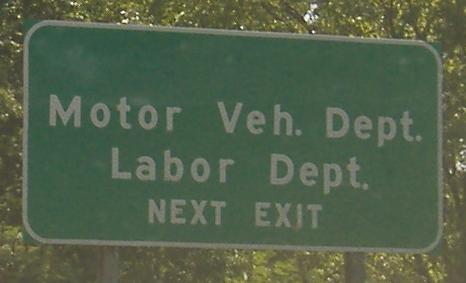 Motor Veh. Dept.
Labor Dept.
NEXT EXIT